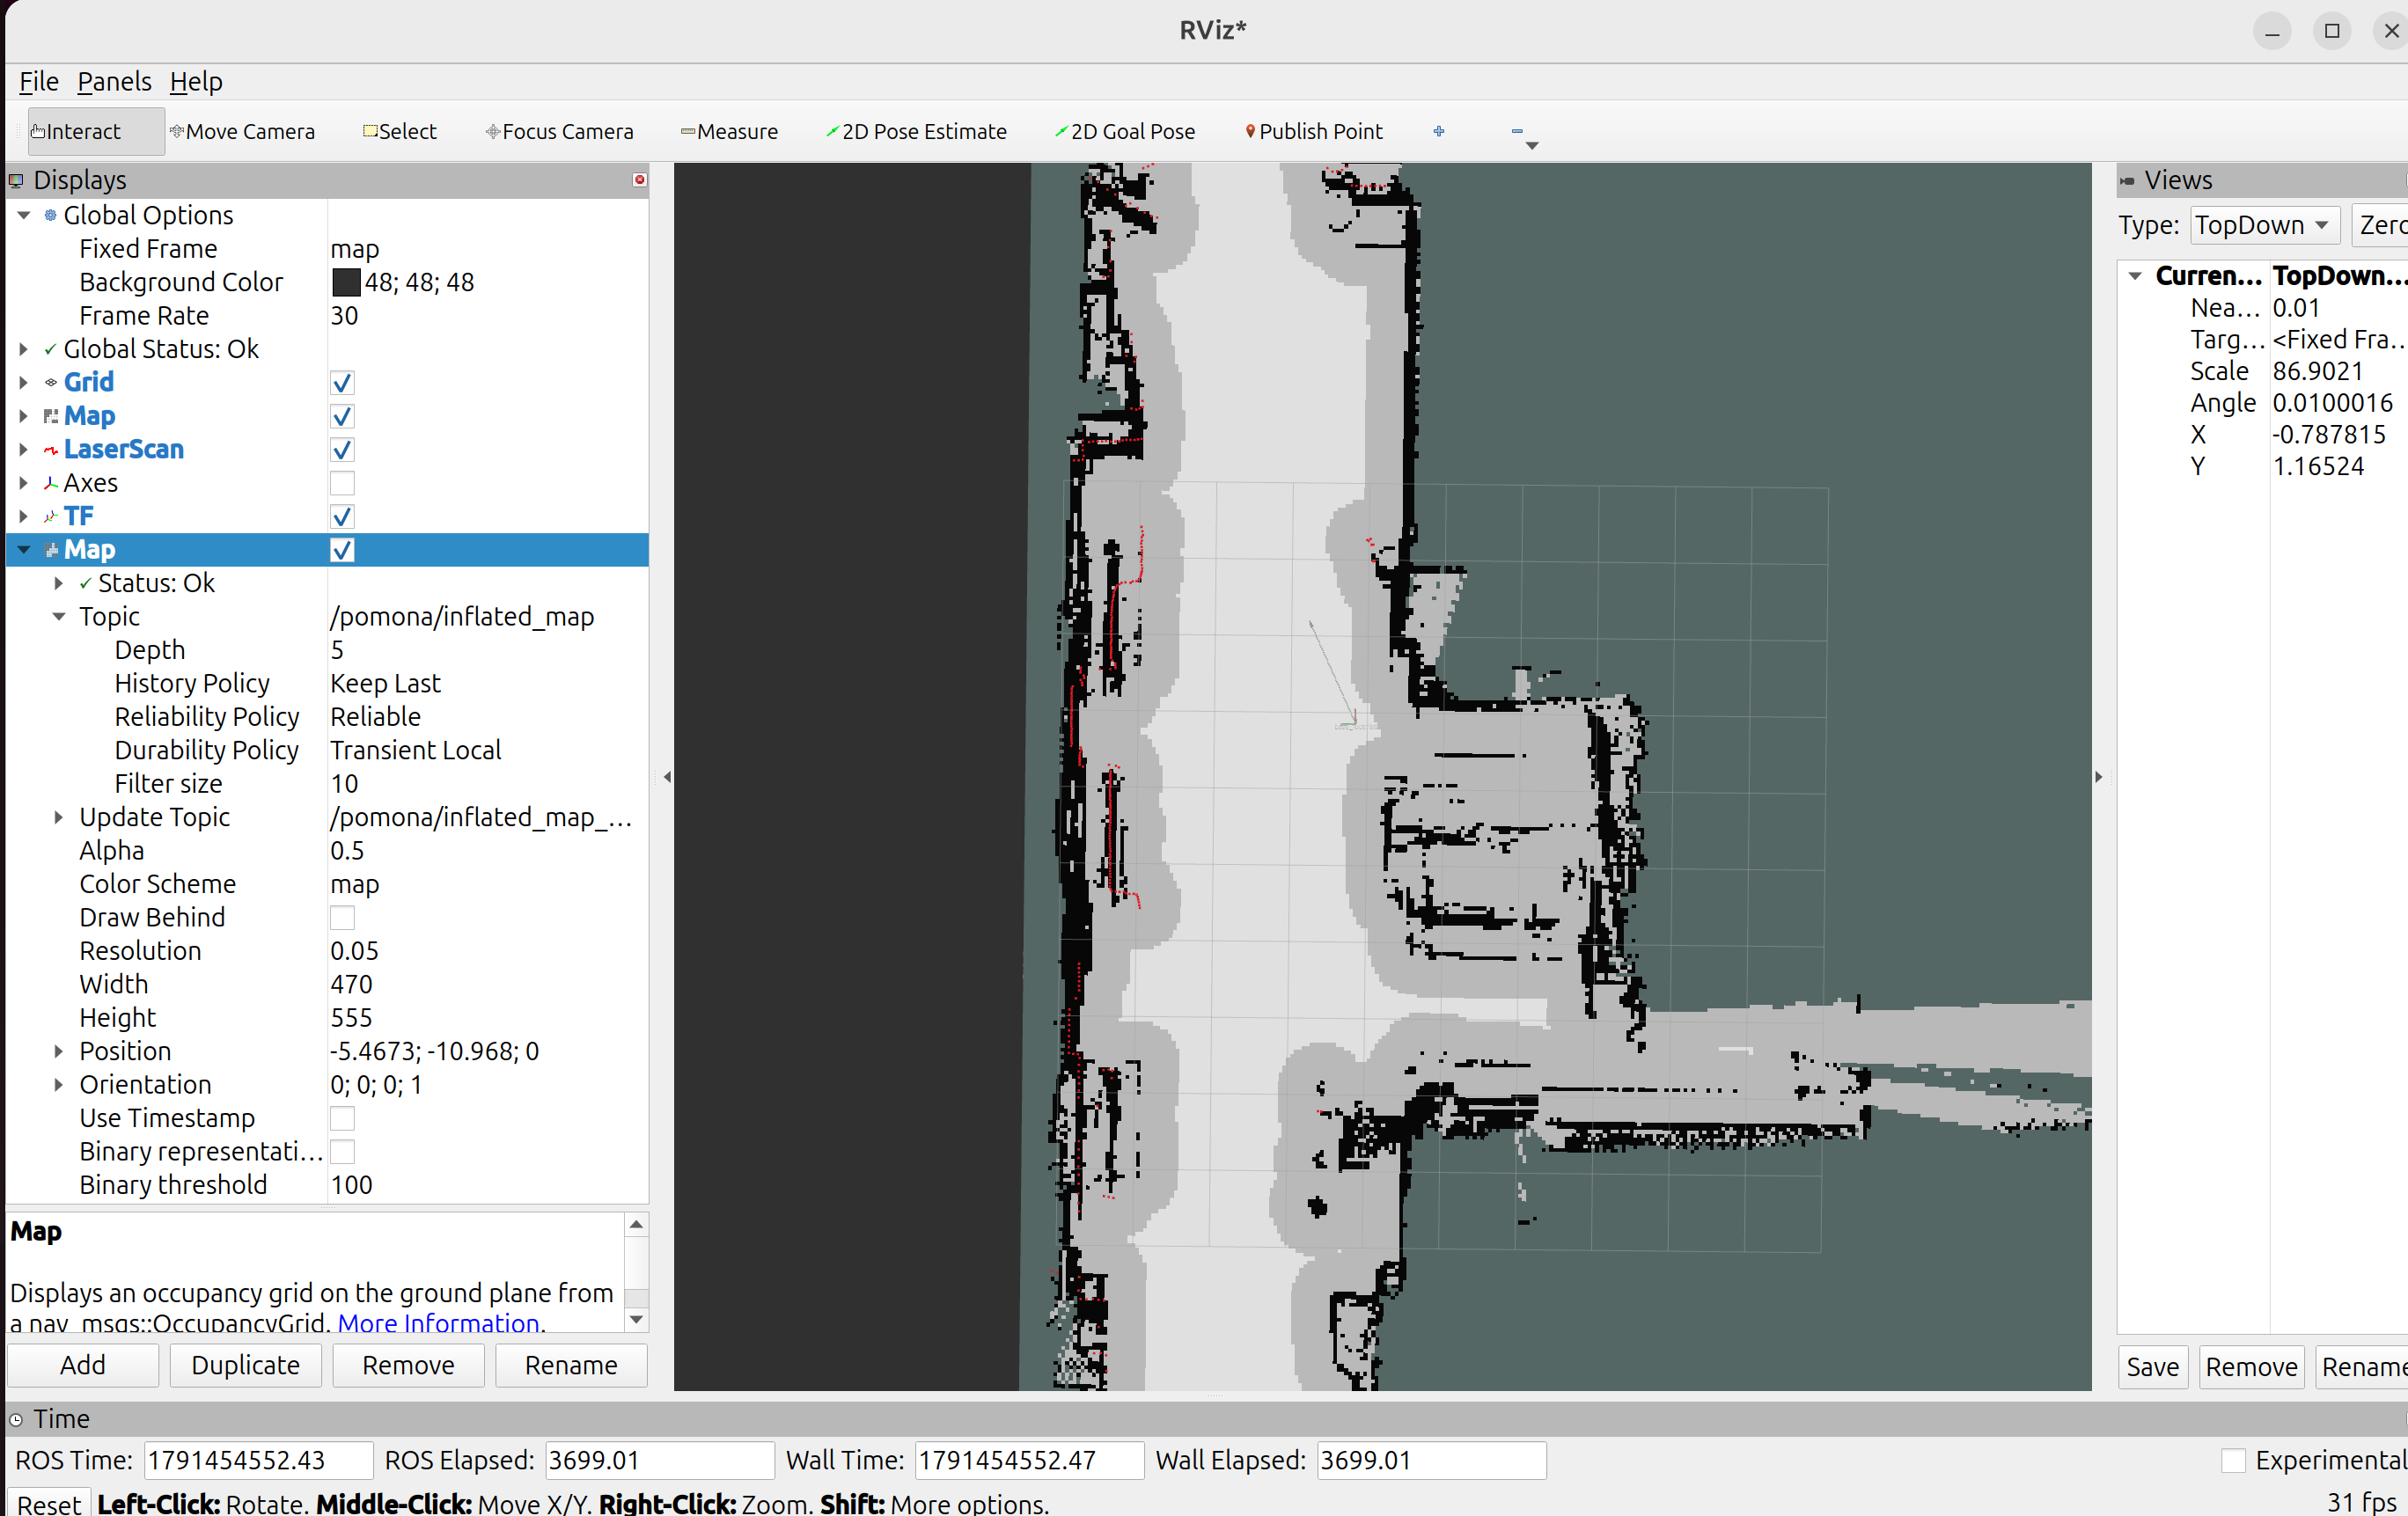 RViz*
File Panels Help
Interact Move Camera Select Focus Camera Measure 2D Pose Estimate 2D Goal Pose Publish Point
Displays
Global Options
Fixed Frame map
Background Color 48; 48; 48
Frame Rate 30
Global Status: Ok
Grid
Map
LaserScan
Axes
TF
Map
Status: Ok
Topic /pomona/inflated_map
Depth 5
History Policy Keep Last
Reliability Policy Reliable
Durability Policy Transient Local
Filter size 10
Update Topic /pomona/inflated_map_...
Alpha 0.5
Color Scheme map
Draw Behind
Resolution 0.05
Width 470
Height 555
Position -5.4673; -10.968; 0
Orientation 0; 0; 0; 1
Use Timestamp
Binary representati...
Binary threshold 100
Map
Displays an occupancy grid on the ground plane from
a nav_msgs::OccupancyGrid. More Information.
Add Duplicate Remove Rename
Views
Type: TopDown Zero
Curren... TopDown...
Nea... 0.01
Targ... <Fixed Fra...
Scale 86.9021
Angle 0.0100016
X -0.787815
Y 1.16524
Save Remove Rename
Time
ROS Time: 1791454552.43 ROS Elapsed: 3699.01 Wall Time: 1791454552.47 Wall Elapsed: 3699.01 Experimental
Reset Left-Click: Rotate. Middle-Click: Move X/Y. Right-Click: Zoom. Shift: More options. 31 fps